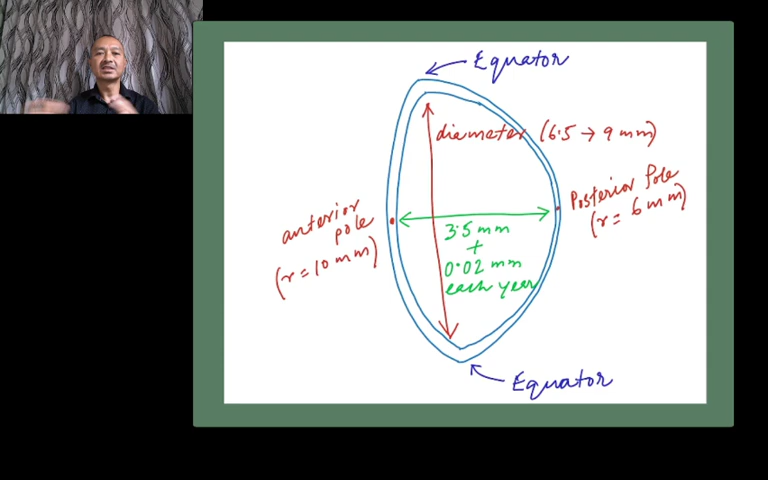 Equator
diameter (6.5 → 9 mm)
Posterior Pole
(r = 6 mm)
anterior
pole
(r = 10 mm)
3.5 mm
+
0.02 mm
each year
Equator